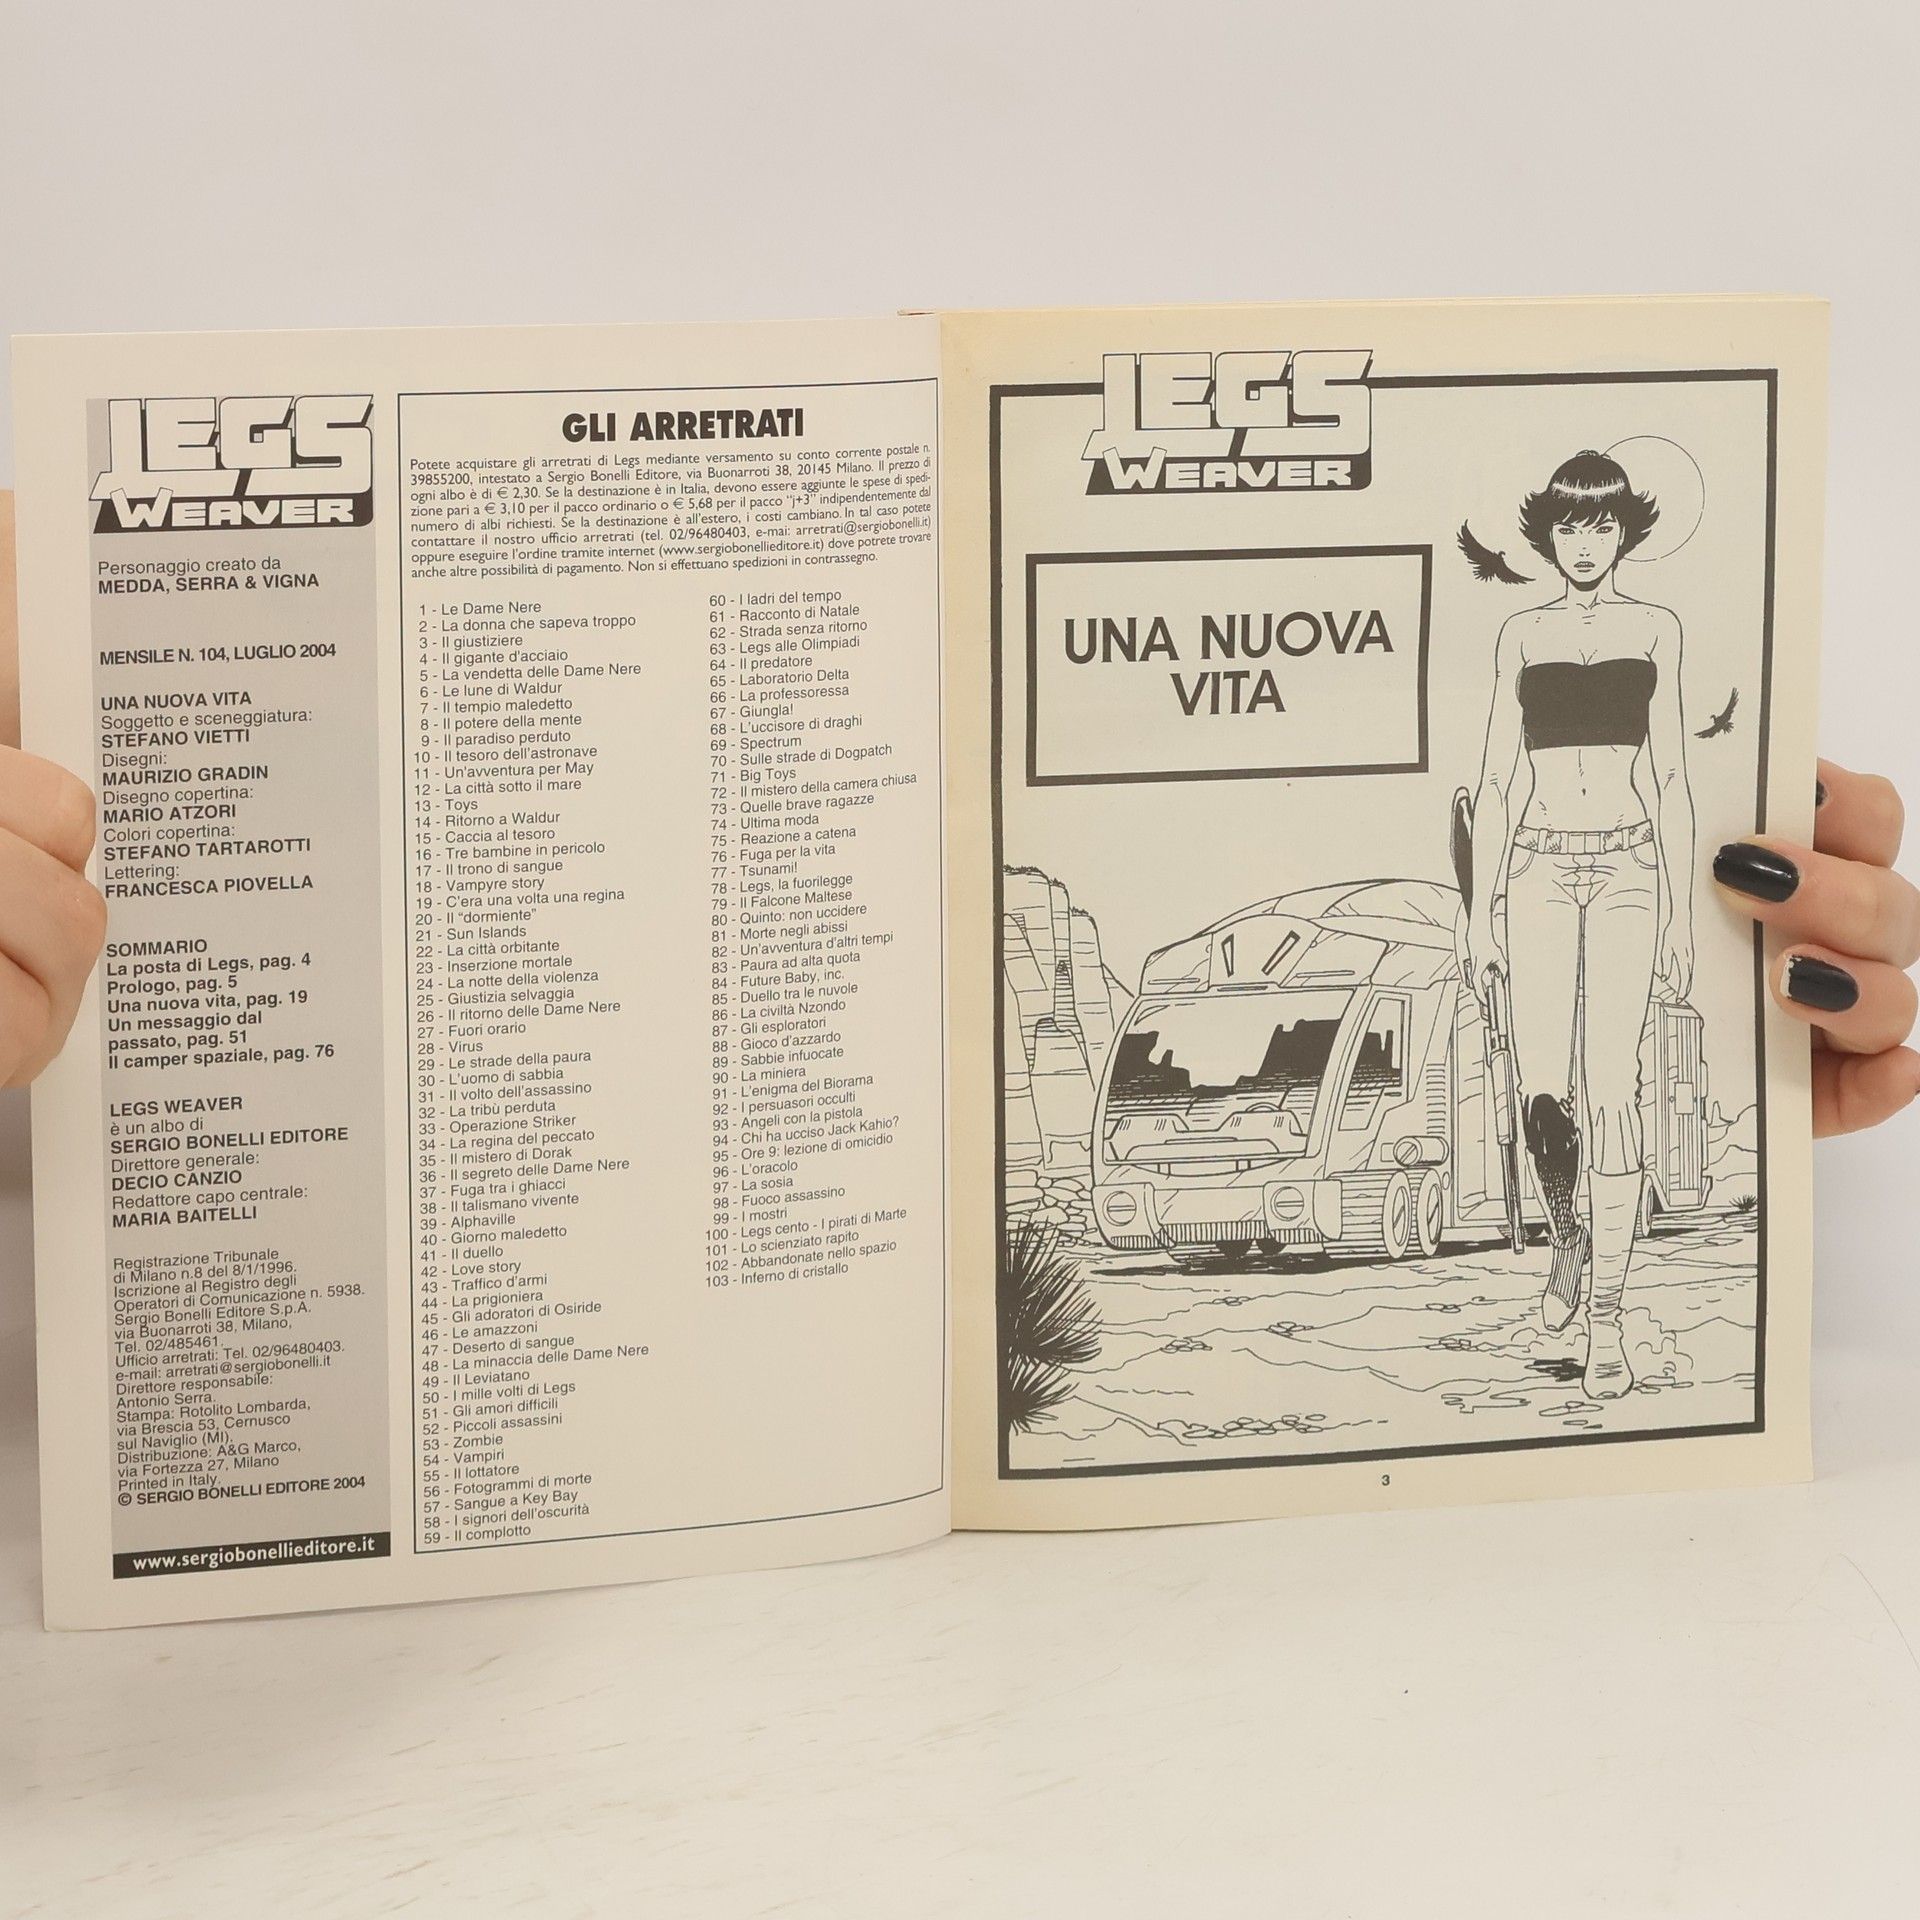 LEGS
WEAVER
Personaggio creato da
MEDDA, SERRA & VIGNA
MENSILE N. 104, LUGLIO 2004
UNA NUOVA VITA
Soggetto e sceneggiatura:
STEFANO VIETTI
Disegni:
MAURIZIO GRADIN
Disegno copertina:
MARIO ATZORI
Colori copertina:
STEFANO TARTAROTTI
Lettering:
FRANCESCA PIOVELLA
SOMMARIO
La posta di Legs, pag. 4
Prologo, pag. 5
Una nuova vita, pag. 19
Un messaggio dal
passato, pag. 51
Il camper spaziale, pag. 76
LEGS WEAVER
è un albo di
SERGIO BONELLI EDITORE
Direttore generale:
DECIO CANZIO
Redattore capo centrale:
MARIA BAITELLI
Registrazione Tribunale
di Milano n.8 del 8/1/1996.
Iscrizione al Registro degli
Operatori di Comunicazione n. 5938.
Sergio Bonelli Editore S.p.A.
via Buonarroti 38, Milano,
Tel. 02/485461.
Ufficio arretrati: Tel. 02/96480403.
e-mail: arretrati@sergiobonelli.it
Direttore responsabile:
Antonio Serra.
Stampa: Rotolito Lombarda,
via Brescia 53, Cernusco
sul Naviglio (MI).
Distribuzione: A&G Marco,
via Fortezza 27, Milano
Printed in Italy.
© SERGIO BONELLI EDITORE 2004
www.sergiobonellieditore.it
GLI ARRETRATI
Potete acquistare gli arretrati di Legs mediante versamento su conto corrente postale n.
39855200, intestato a Sergio Bonelli Editore, via Buonarroti 38, 20145 Milano. Il prezzo di
ogni albo è di € 2,30. Se la destinazione è in Italia, devono essere aggiunte le spese di spedi-
zione pari a € 3,10 per il pacco ordinario o € 5,68 per il pacco "j+3" indipendentemente dal
numero di albi richiesti. Se la destinazione è all'estero, i costi cambiano. In tal caso potete
contattare il nostro ufficio arretrati (tel. 02/96480403, e-mai: arretrati@sergiobonelli.it)
oppure eseguire l'ordine tramite internet (www.sergiobonellieditore.it) dove potrete trovare
anche altre possibilità di pagamento. Non si effettuano spedizioni in contrassegno.
1 - Le Dame Nere
2 - La donna che sapeva troppo
3 - Il giustiziere
4 - Il gigante d'acciaio
5 - La vendetta delle Dame Nere
6 - Le lune di Waldur
7 - Il tempio maledetto
8 - Il potere della mente
9 - Il paradiso perduto
10 - Il tesoro dell'astronave
11 - Un'avventura per May
12 - La città sotto il mare
13 - Toys
14 - Ritorno a Waldur
15 - Caccia al tesoro
16 - Tre bambine in pericolo
17 - Il trono di sangue
18 - Vampyre story
19 - C'era una volta una regina
20 - Il "dormiente"
21 - Sun Islands
22 - La città orbitante
23 - Inserzione mortale
24 - La notte della violenza
25 - Giustizia selvaggia
26 - Il ritorno delle Dame Nere
27 - Fuori orario
28 - Virus
29 - Le strade della paura
30 - L'uomo di sabbia
31 - Il volto dell'assassino
32 - La tribù perduta
33 - Operazione Striker
34 - La regina del peccato
35 - Il mistero di Dorak
36 - Il segreto delle Dame Nere
37 - Fuga tra i ghiacci
38 - Il talismano vivente
39 - Alphaville
40 - Giorno maledetto
41 - Il duello
42 - Love story
43 - Traffico d'armi
44 - La prigioniera
45 - Gli adoratori di Osiride
46 - Le amazzoni
47 - Deserto di sangue
48 - La minaccia delle Dame Nere
49 - Il Leviatano
50 - I mille volti di Legs
51 - Gli amori difficili
52 - Piccoli assassini
53 - Zombie
54 - Vampiri
55 - Il lottatore
56 - Fotogrammi di morte
57 - Sangue a Key Bay
58 - I signori dell'oscurità
59 - Il complotto
60 - I ladri del tempo
61 - Racconto di Natale
62 - Strada senza ritorno
63 - Legs alle Olimpiadi
64 - Il predatore
65 - Laboratorio Delta
66 - La professoressa
67 - Giungla!
68 - L'uccisore di draghi
69 - Spectrum
70 - Sulle strade di Dogpatch
71 - Big Toys
72 - Il mistero della camera chiusa
73 - Quelle brave ragazze
74 - Ultima moda
75 - Reazione a catena
76 - Fuga per la vita
77 - Tsunami!
78 - Legs, la fuorilegge
79 - Il Falcone Maltese
80 - Quinto: non uccidere
81 - Morte negli abissi
82 - Un'avventura d'altri tempi
83 - Paura ad alta quota
84 - Future Baby, inc.
85 - Duello tra le nuvole
86 - La civiltà Nzondo
87 - Gli esploratori
88 - Gioco d'azzardo
89 - Sabbie infuocate
90 - La miniera
91 - L'enigma del Biorama
92 - I persuasori occulti
93 - Angeli con la pistola
94 - Chi ha ucciso Jack Kahio?
95 - Ore 9: lezione di omicidio
96 - L'oracolo
97 - La sosia
98 - Fuoco assassino
99 - I mostri
100 - Legs cento - I pirati di Marte
101 - Lo scienziato rapito
102 - Abbandonate nello spazio
103 - Inferno di cristallo
LEGS
WEAVER
UNA NUOVA
VITA
3